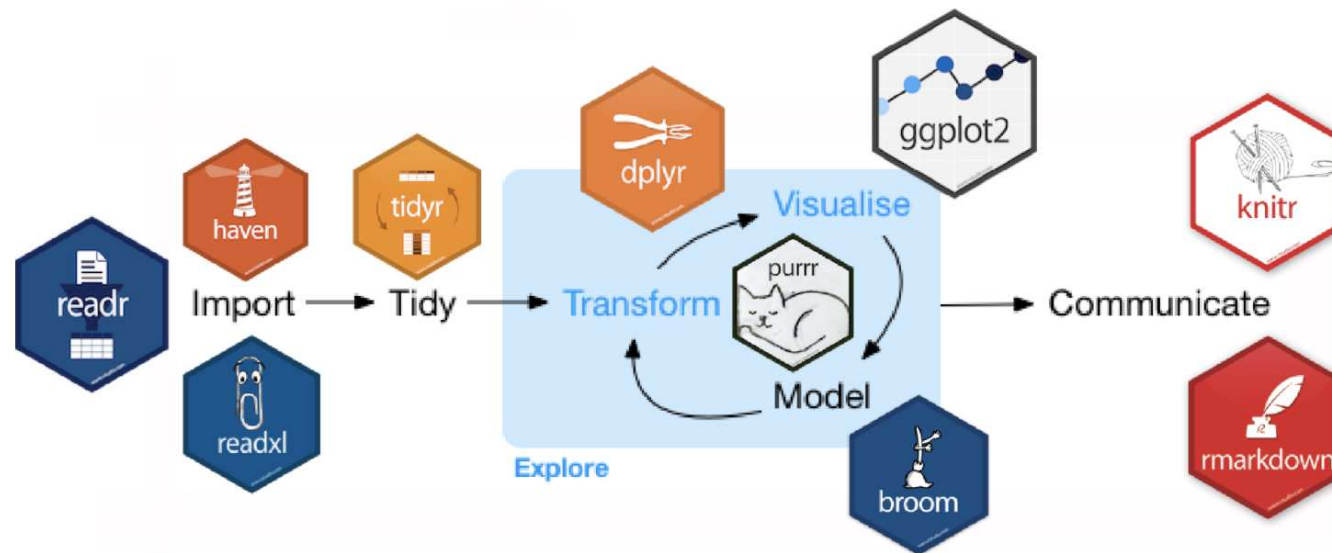 ggplot2
dplyr
Visualise
knitr
haven
tidyr
purrr
readr
Import
Tidy
Transform
Communicate
Model
readxl
rmarkdown
Explore
broom